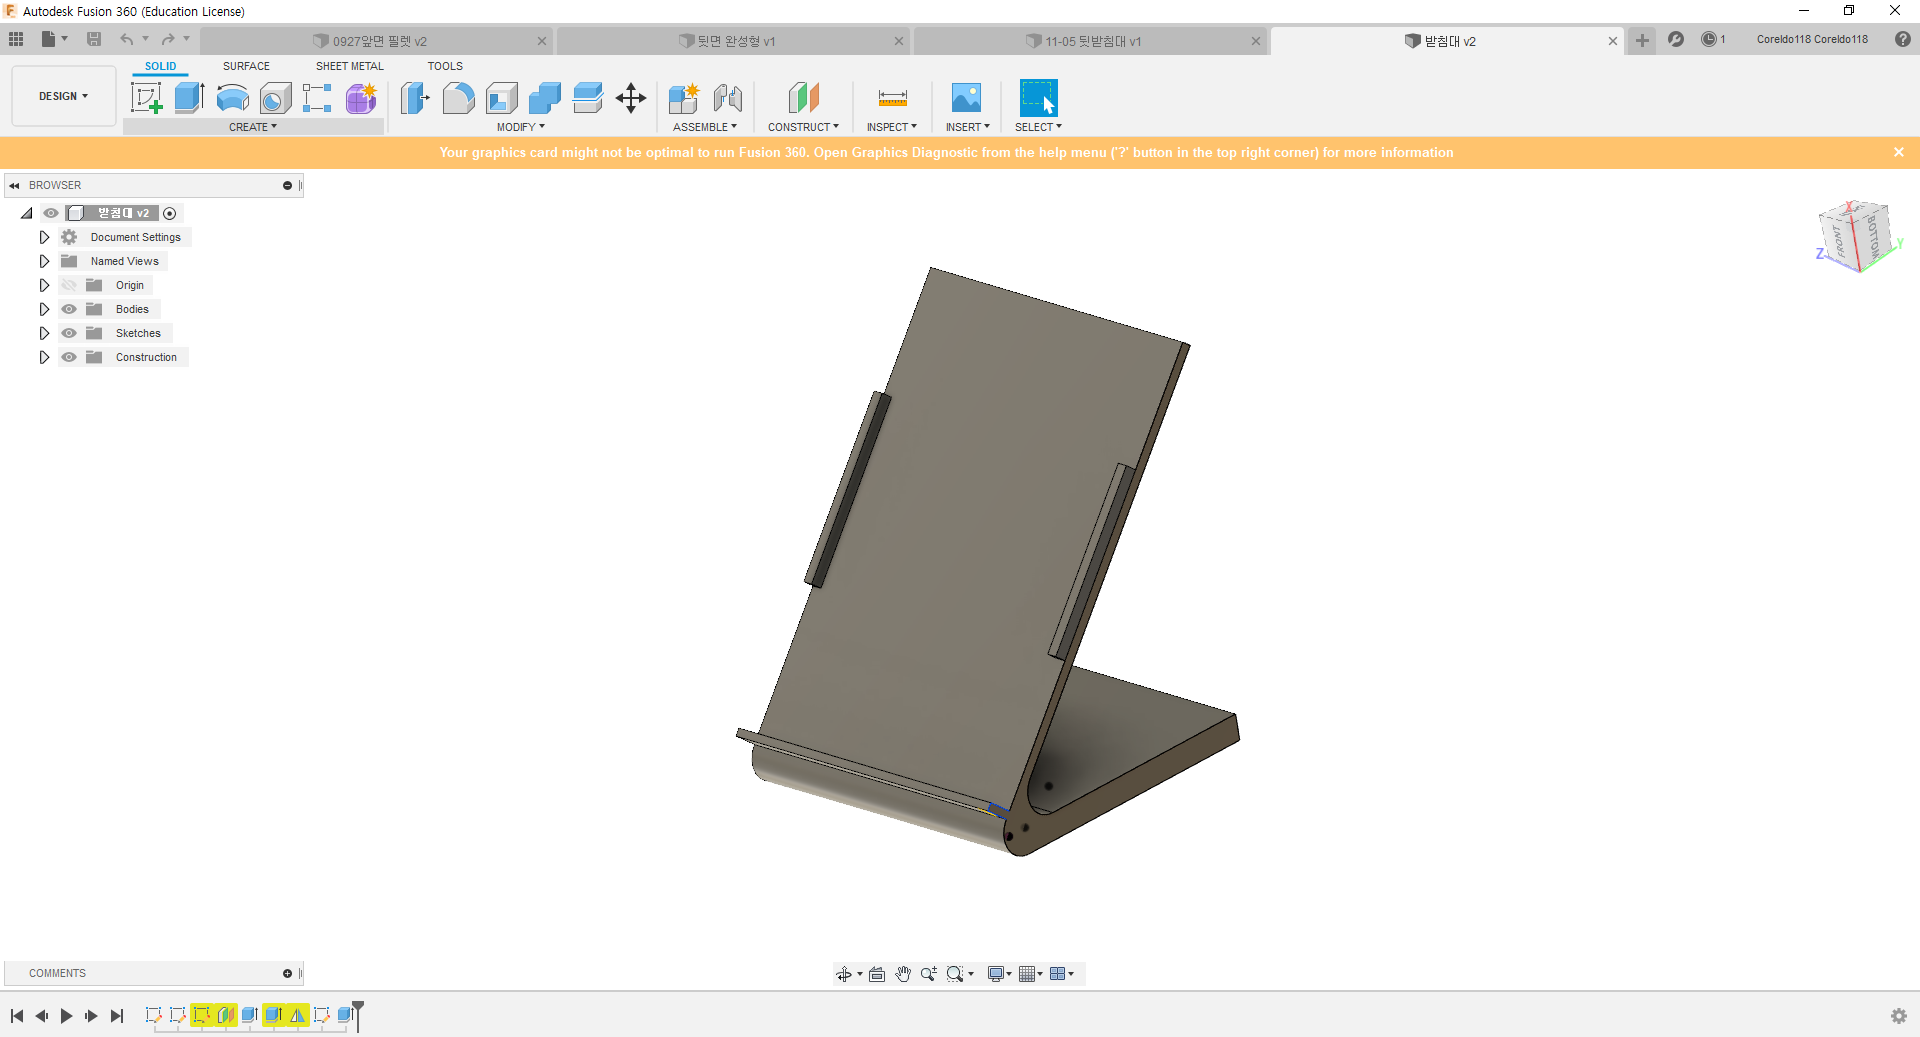 Autodesk Fusion 360 (Education License)
0927앞면 필렛 v2
뒷면 완성형 v1
11-05 뒷받침대 v1
받침대 v2
1
Coreldo118 Coreldo118
SOLID SURFACE SHEET METAL TOOLS
DESIGN
CREATE MODIFY ASSEMBLE CONSTRUCT INSPECT INSERT SELECT
Your graphics card might not be optimal to run Fusion 360. Open Graphics Diagnostic from the help menu ('?' button in the top right corner) for more information
BROWSER
받침대 v2
Document Settings
Named Views
Origin
Bodies
Sketches
Construction
X
FRONT
BOTTOM
Y
Z
COMMENTS